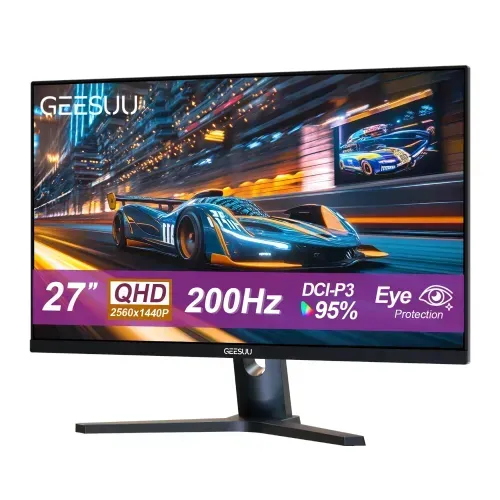 GEESUU
27”
QHD
2560x1440P
200Hz
DCI-P3
95%
Eye
Protection
GEESUU